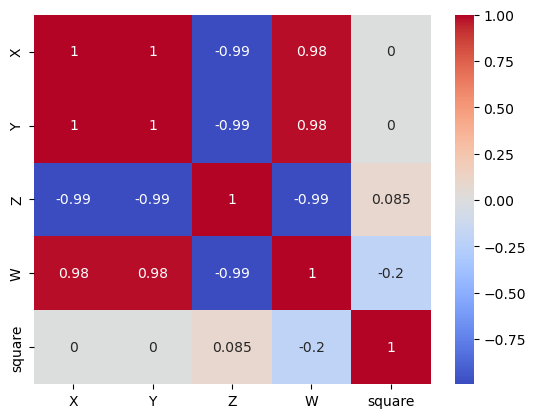 1.00
X 1 1 -0.99 0.98 0
0.75
0.50
Y 1 1 -0.99 0.98 0
0.25
Z -0.99 -0.99 1 -0.99 0.085
0.00
−0.25
W 0.98 0.98 -0.99 1 -0.2
−0.50
square 0 0 0.085 -0.2 1
−0.75
X Y Z W square